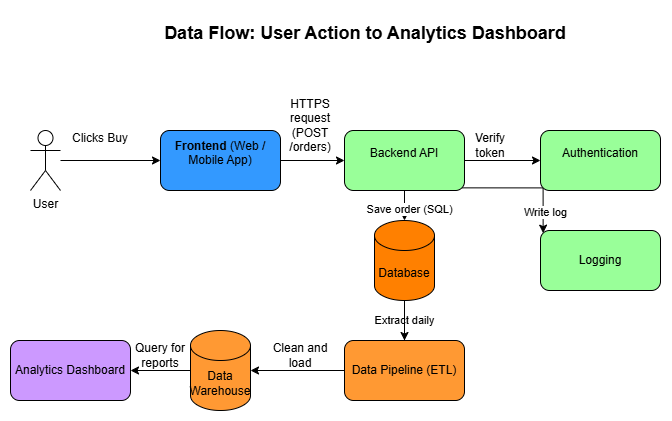 Data Flow: User Action to Analytics Dashboard
Clicks Buy
User
Frontend (Web /
Mobile App)
HTTPS
request
(POST
/orders)
Backend API
Verify
token
Authentication
Save order (SQL)
Write log
Database
Logging
Extract daily
Data Pipeline (ETL)
Clean and
load
Data
Warehouse
Query for
reports
Analytics Dashboard